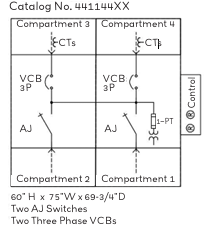 Catalog No. 441144XX
Compartment 3
Compartment 4
CTs
CTs
VCB
3P
VCB
3P
AJ
AJ
1-PT
Control
Compartment 2
Compartment 1
60" H x 75"W x 69-3/4"D
Two AJ Switches
Two Three Phase VCBs